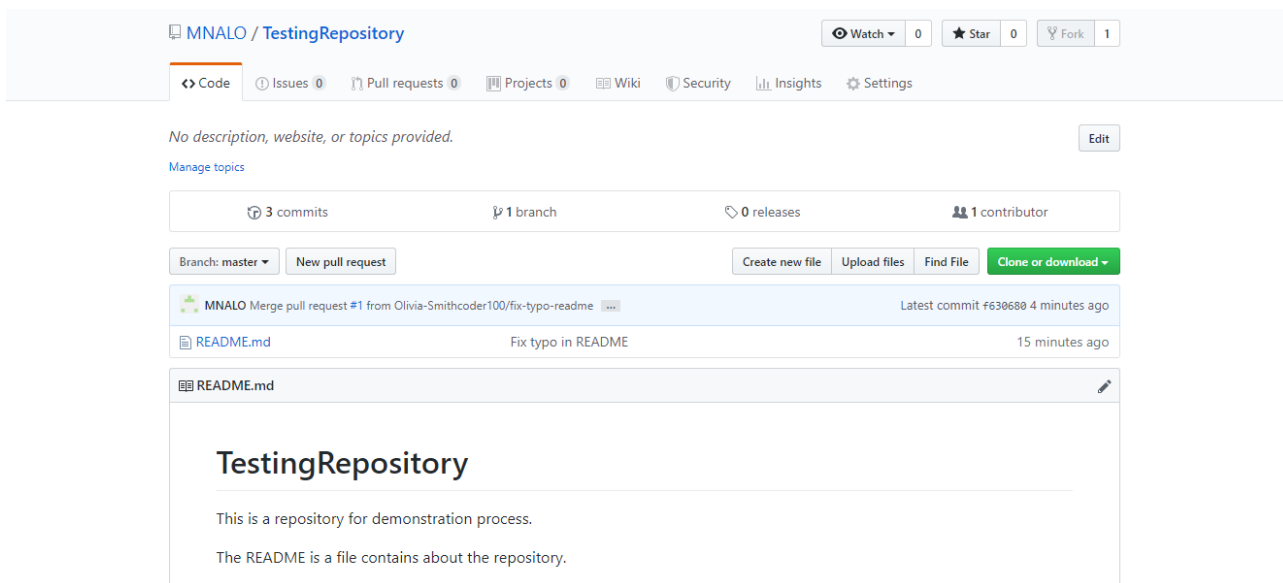 MNALO / TestingRepository Watch 0 Star 0 Fork 1
Code Issues 0 Pull requests 0 Projects 0 Wiki Security Insights Settings
No description, website, or topics provided. Edit
Manage topics
3 commits 1 branch 0 releases 1 contributor
Branch: master New pull request Create new file Upload files Find File Clone or download
MNALO Merge pull request #1 from Olivia-Smithcoder100/fix-typo-readme ... Latest commit f630680 4 minutes ago
README.md Fix typo in README 15 minutes ago
README.md
TestingRepository
This is a repository for demonstration process.
The README is a file contains about the repository.